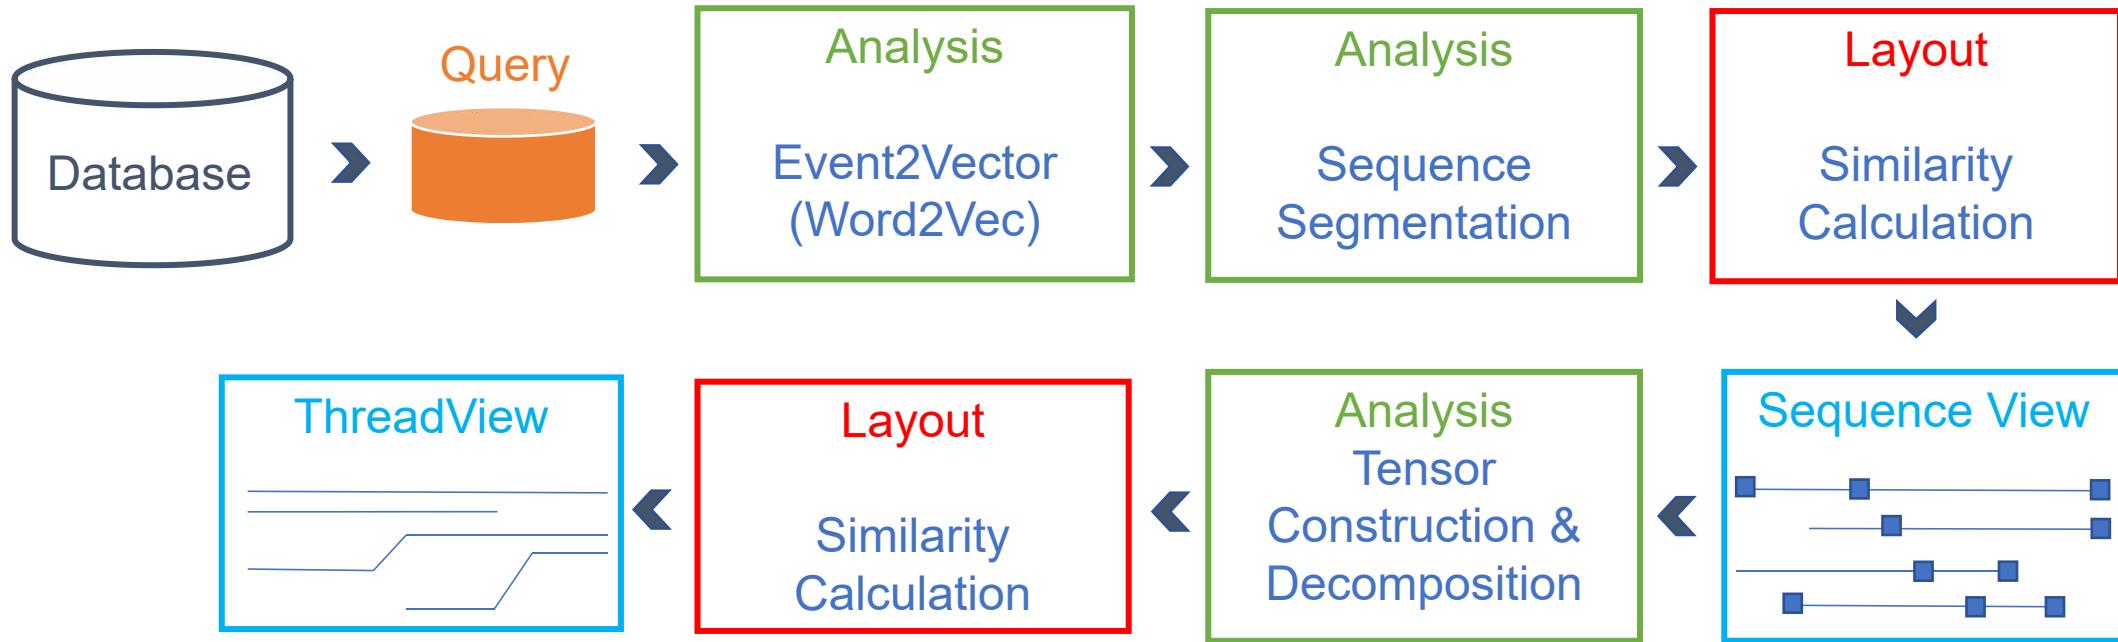 Database
Query
Analysis
Event2Vector
(Word2Vec)
Analysis
Sequence
Segmentation
Layout
Similarity
Calculation
Sequence View
Analysis
Tensor
Construction &
Decomposition
Layout
Similarity
Calculation
ThreadView